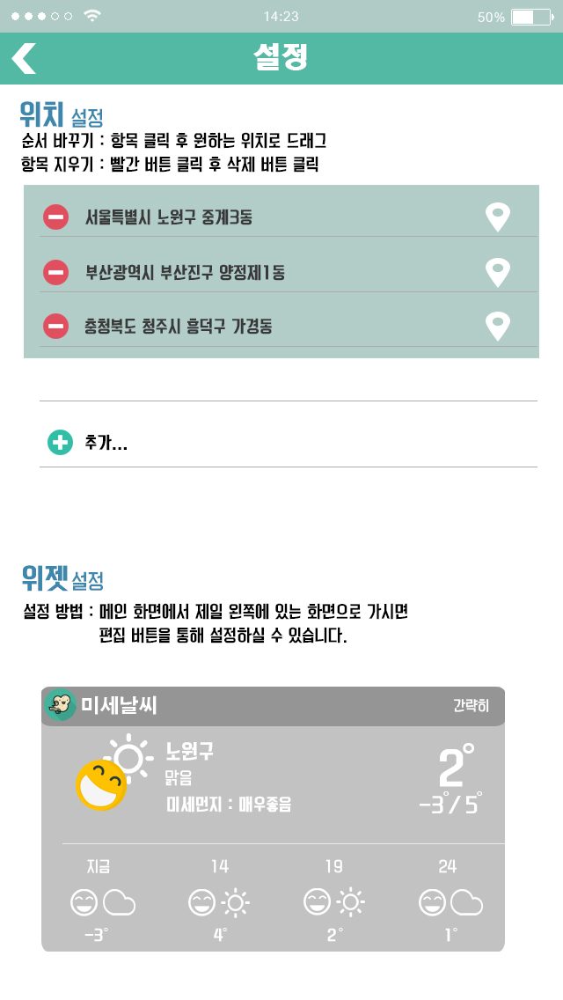 14:23
50%
설정
위치 설정
순서 바꾸기 : 항목 클릭 후 원하는 위치로 드래그
항목 지우기 : 빨간 버튼 클릭 후 삭제 버튼 클릭
서울특별시 노원구 중계3동
부산광역시 부산진구 양정제1동
충청북도 청주시 흥덕구 가경동
추가...
위젯 설정
설정 방법 : 메인 화면에서 제일 왼쪽에 있는 화면으로 가시면
편집 버튼을 통해 설정하실 수 있습니다.
미세날씨 간략히
노원구
맑음
미세먼지 : 매우좋음
2°
-3°/5°
지금 14 19 24
-3° 4° 2° 1°